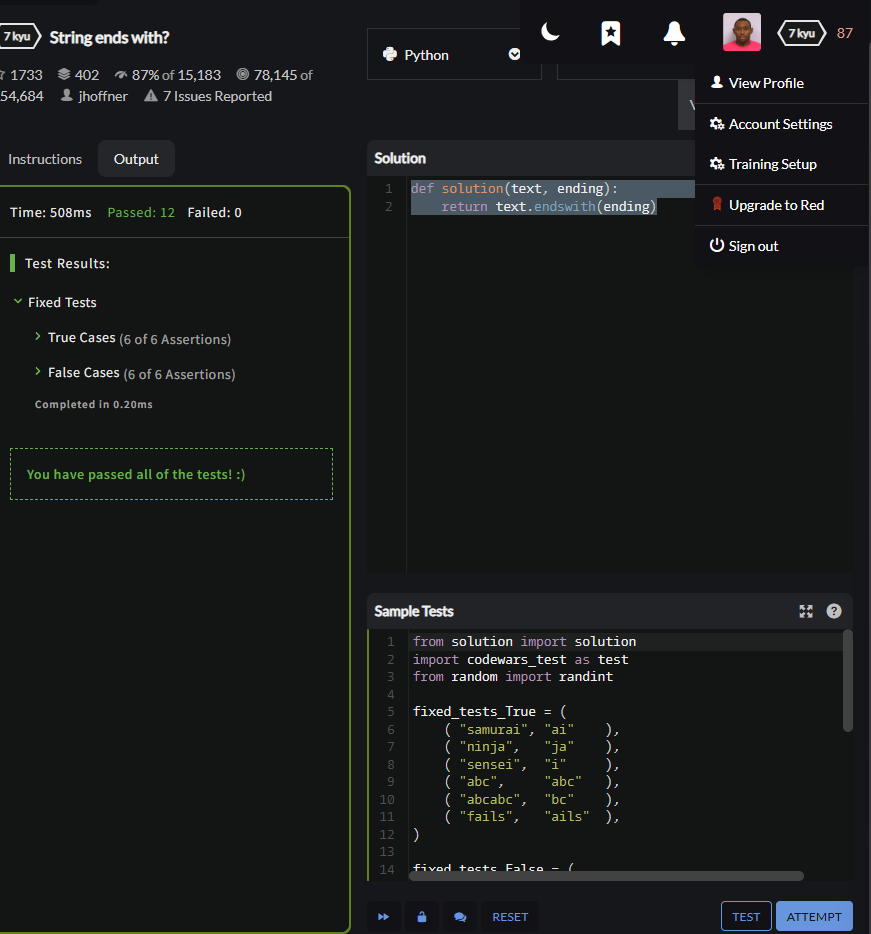 7 kyu String ends with?
1733 402 87% of 15,183 78,145 of
54,684 jhoffner 7 Issues Reported
Python
7 kyu 87
View Profile
Account Settings
Training Setup
Upgrade to Red
Sign out
Instructions Output
Time: 508ms Passed: 12 Failed: 0
Test Results:
Fixed Tests
True Cases (6 of 6 Assertions)
False Cases (6 of 6 Assertions)
Completed in 0.20ms
You have passed all of the tests! :)
Solution
1 def solution(text, ending):
2 return text.endswith(ending)
Sample Tests
1 from solution import solution
2 import codewars_test as test
3 from random import randint
4
5 fixed_tests_True = (
6 ( "samurai", "ai" ),
7 ( "ninja", "ja" ),
8 ( "sensei", "i" ),
9 ( "abc", "abc" ),
10 ( "abcabc", "bc" ),
11 ( "fails", "ails" ),
12 )
13
14 fixed_tests_False = (
RESET TEST ATTEMPT